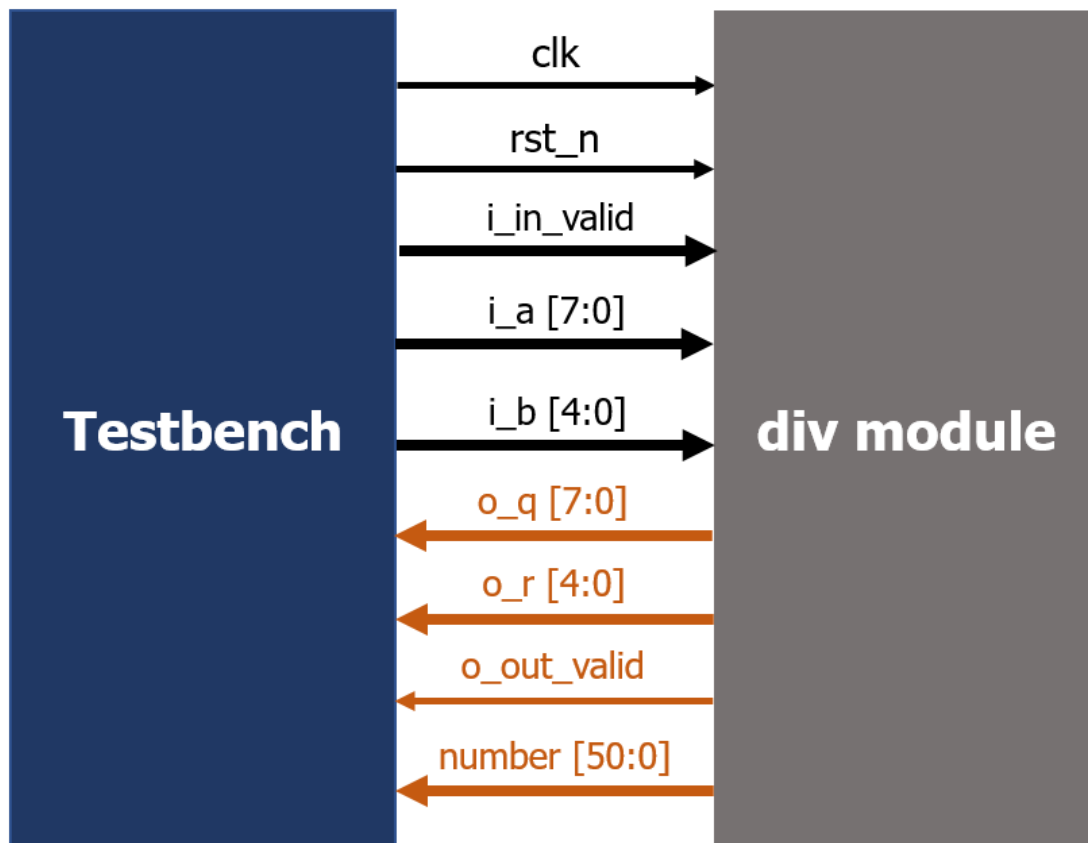 clk
rst_n
i_in_valid
i_a [7:0]
i_b [4:0]
Testbench
div module
o_q [7:0]
o_r [4:0]
o_out_valid
number [50:0]